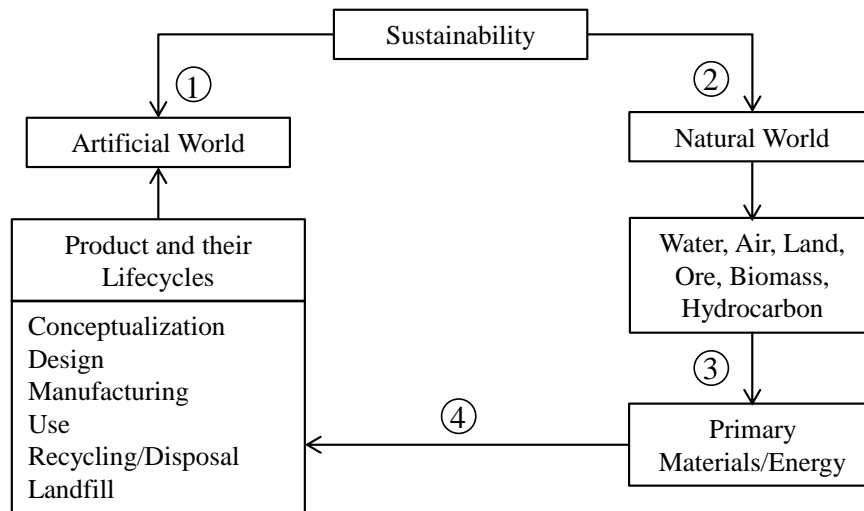 Sustainability
①
②
Artificial World
Natural World
Product and their
Lifecycles
Conceptualization
Design
Manufacturing
Use
Recycling/Disposal
Landfill
Water, Air, Land,
Ore, Biomass,
Hydrocarbon
③
④
Primary
Materials/Energy